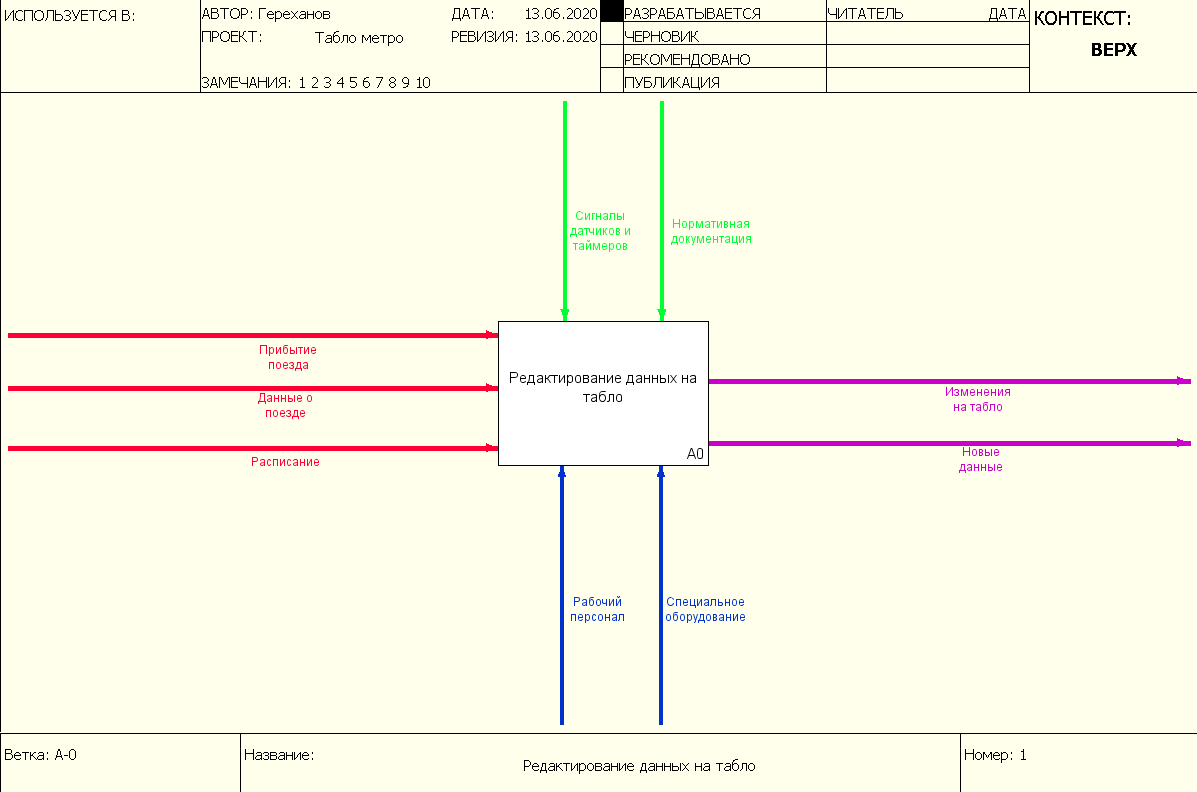 ИСПОЛЬЗУЕТСЯ В:
АВТОР: Гереханов
ДАТА: 13.06.2020
РАЗРАБАТЫВАЕТСЯ
ЧИТАТЕЛЬ
ДАТА
КОНТЕКСТ:
ПРОЕКТ: Табло метро
РЕВИЗИЯ: 13.06.2020
ЧЕРНОВИК
ВЕРХ
РЕКОМЕНДОВАНО
ЗАМЕЧАНИЯ: 1 2 3 4 5 6 7 8 9 10
ПУБЛИКАЦИЯ
Сигналы
датчиков и
таймеров
Нормативная
документация
Прибытие
поезда
Данные о
поезде
Расписание
Редактирование данных на
табло
A0
Изменения
на табло
Новые
данные
Рабочий
персонал
Специальное
оборудование
Ветка: A-0
Название:
Редактирование данных на табло
Номер: 1